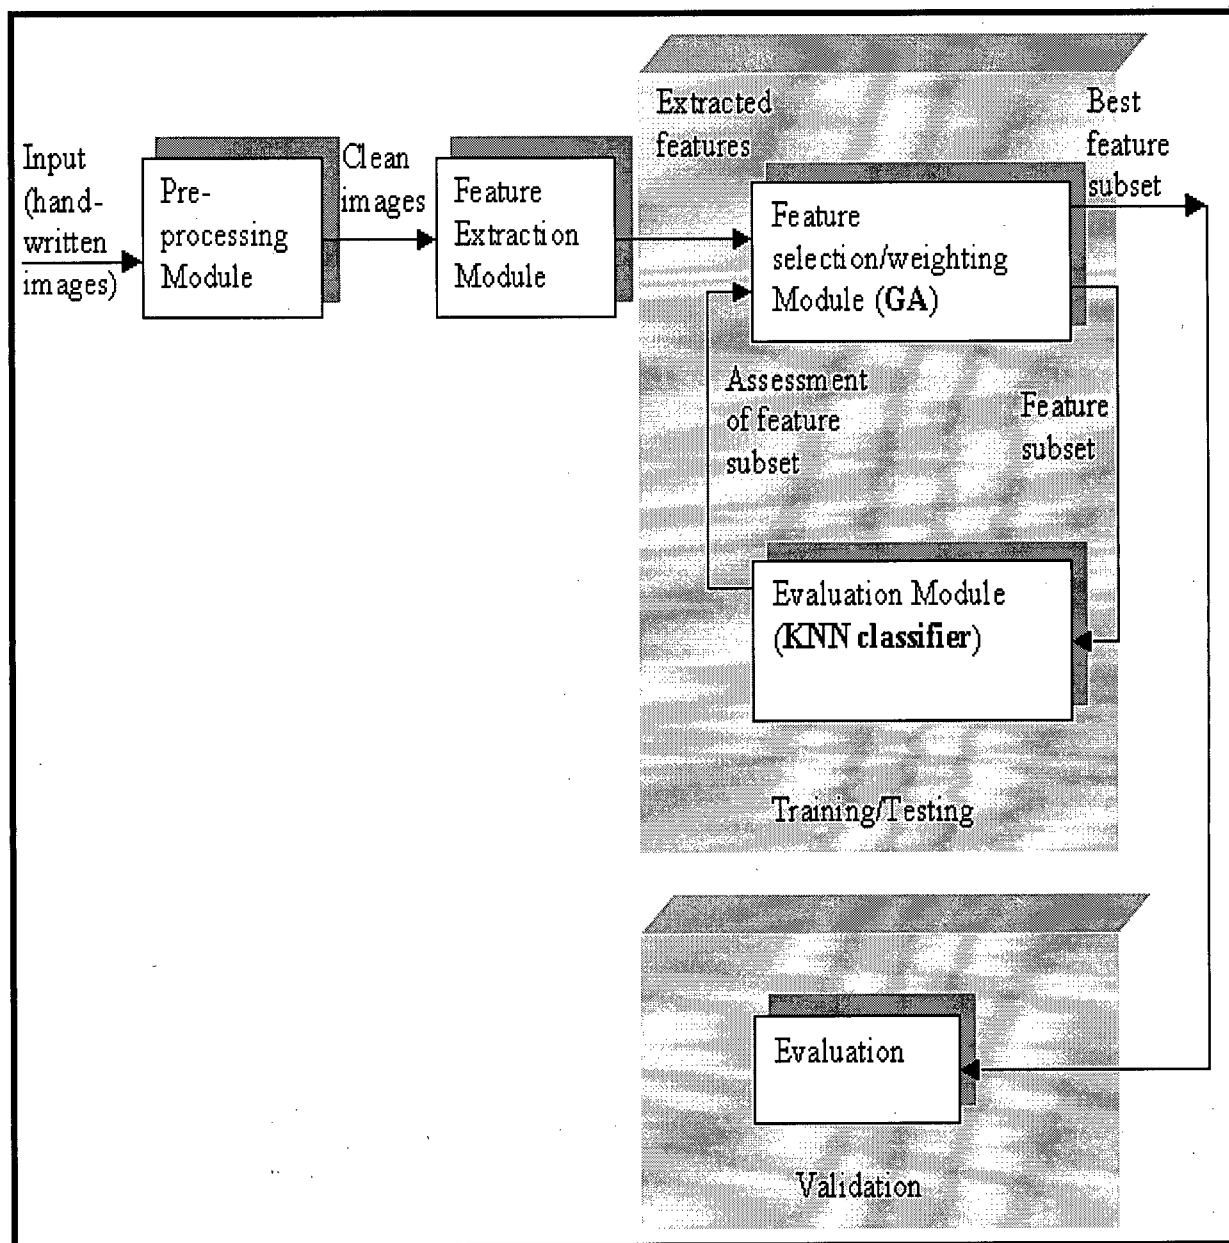 Input
(hand-
written
images)
Pre-
processing
Module
Clean
images
Feature
Extraction
Module
Extracted
features
Feature
selection/weighting
Module (GA)
Best
feature
subset
Assessment
of feature
subset
Feature
subset
Evaluation Module
(KNN classifier)
Training/Testing
Evaluation
Validation